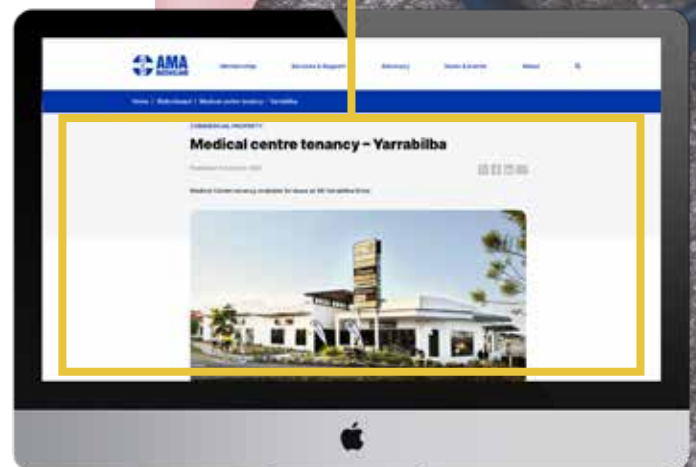 AMA
QUEENSLAND
Membership Services & Support Advocacy News & Events About
Home / Noticeboard / Medical centre tenancy – Yarrabilba
COMMERCIAL PROPERTY
Medical centre tenancy – Yarrabilba
Medical Centre tenancy available for lease at Yarrabilba Drive